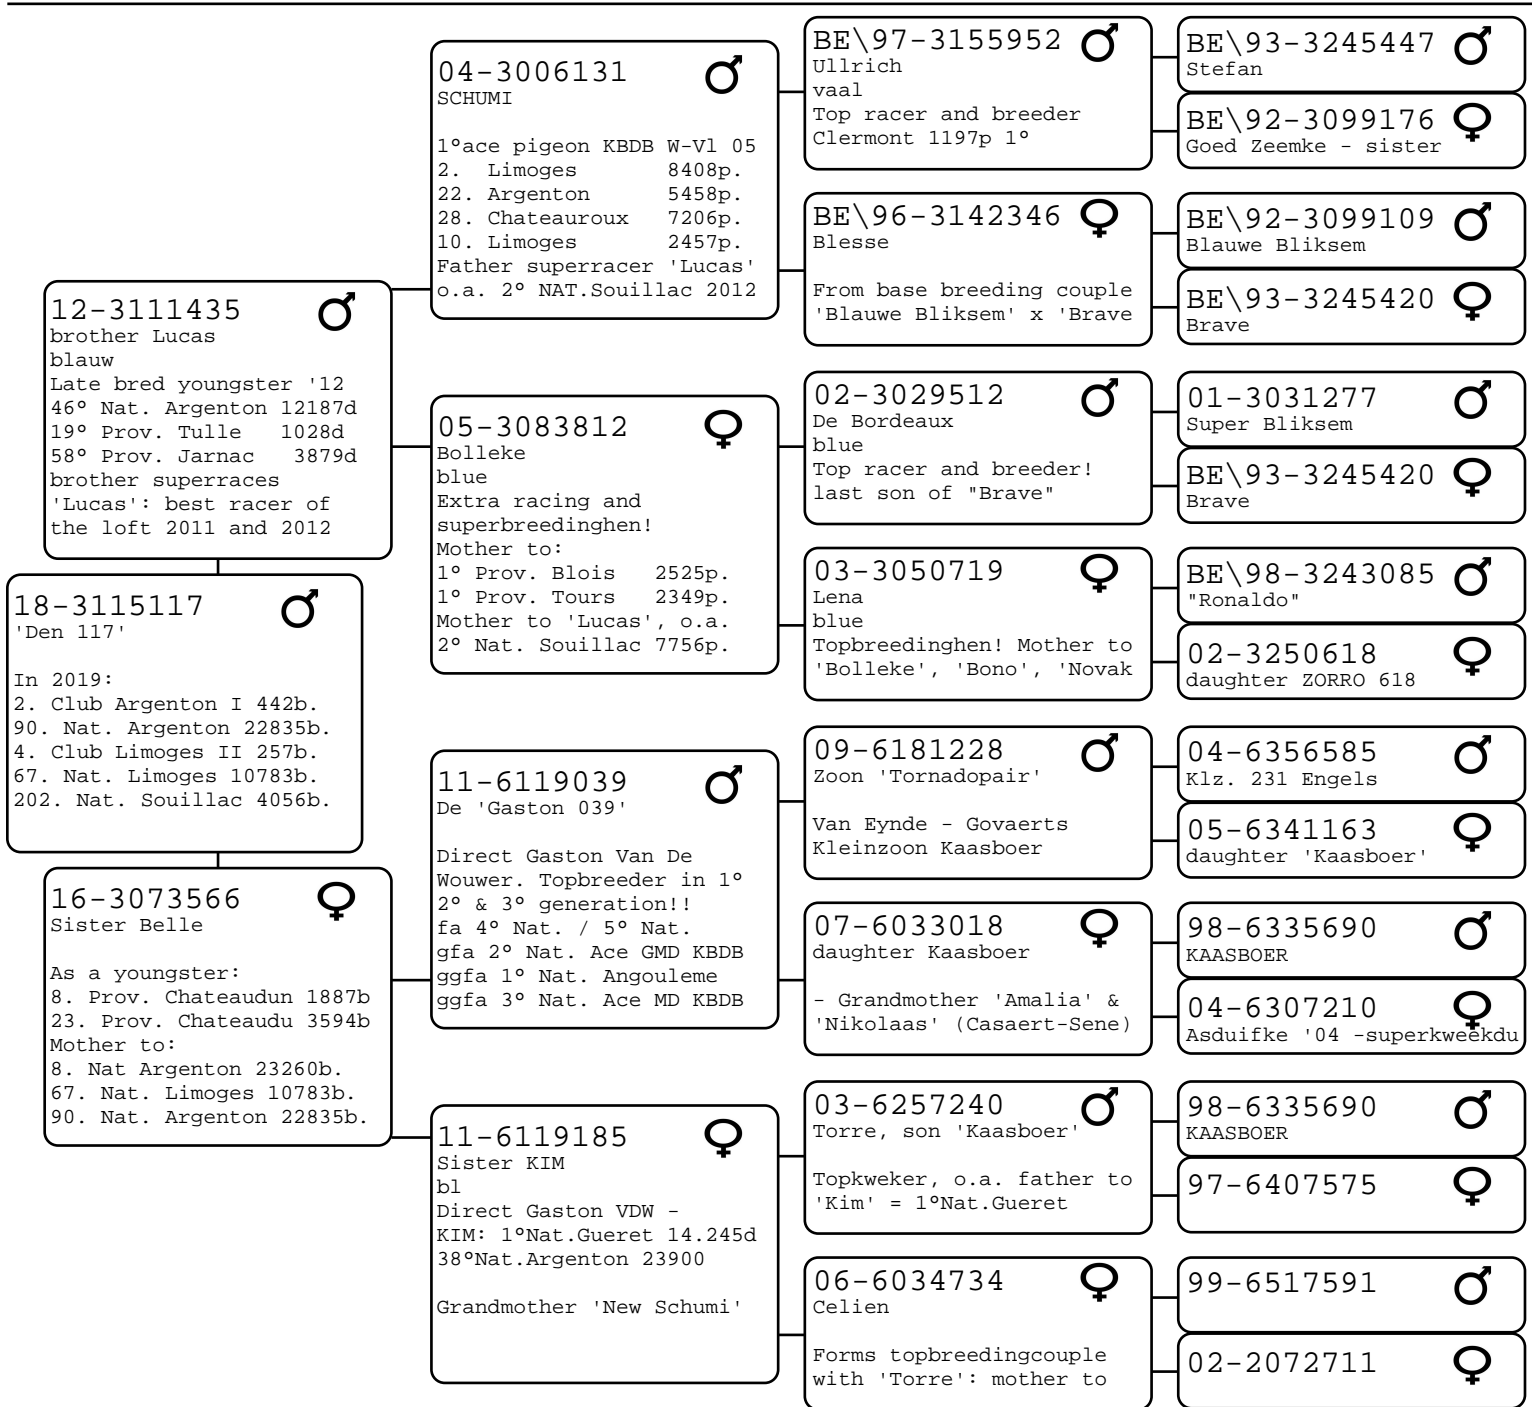 18-3115117
'Den 117'
In 2019:
2. Club Argenton I 442b.
90. Nat. Argenton 22835b.
4. Club Limoges II 257b.
67. Nat. Limoges 10783b.
202. Nat. Souillac 4056b.
12-3111435
brother Lucas
blauw
Late bred youngster '12
46° Nat. Argenton 12187d
19° Prov. Tulle 1028d
58° Prov. Jarnac 3879d
brother superraces
'Lucas': best racer of
the loft 2011 and 2012
16-3073566
Sister Belle
As a youngster:
8. Prov. Chateaudun 1887b
23. Prov. Chateaudu 3594b
Mother to:
8. Nat Argenton 23260b.
67. Nat. Limoges 10783b.
90. Nat. Argenton 22835b.
04-3006131
SCHUMI
1°ace pigeon KBDB W-Vl 05
2. Limoges 8408p.
22. Argenton 5458p.
28. Chateauroux 7206p.
10. Limoges 2457p.
Father superracer 'Lucas'
o.a. 2° NAT.Souillac 2012
05-3083812
Bolleke
blue
Extra racing and
superbreedinghen!
Mother to:
1° Prov. Blois 2525p.
1° Prov. Tours 2349p.
Mother to 'Lucas', o.a.
2° Nat. Souillac 7756p.
11-6119039
De 'Gaston 039'
Direct Gaston Van De
Wouwer. Topbreeder in 1°
2° & 3° generation!!
fa 4° Nat. / 5° Nat.
gfa 2° Nat. Ace GMD KBDB
ggfa 1° Nat. Angouleme
ggfa 3° Nat. Ace MD KBDB
11-6119185
Sister KIM
bl
Direct Gaston VDW -
KIM: 1°Nat.Gueret 14.245d
38°Nat.Argenton 23900
Grandmother 'New Schumi'
BE\97-3155952
Ullrich
vaal
Top racer and breeder
Clermont 1197p 1°
BE\96-3142346
Blesse
From base breeding couple
'Blauwe Bliksem' x 'Brave
02-3029512
De Bordeaux
blue
Top racer and breeder!
last son of "Brave"
03-3050719
Lena
blue
Topbreedinghen! Mother to
'Bolleke', 'Bono', 'Novak
09-6181228
Zoon 'Tornadopair'
Van Eynde - Govaerts
Kleinzoon Kaasboer
07-6033018
daughter Kaasboer
- Grandmother 'Amalia' &
'Nikolaas' (Casaert-Sene)
03-6257240
Torre, son 'Kaasboer'
Topkweker, o.a. father to
'Kim' = 1°Nat.Gueret
06-6034734
Celien
Forms topbreedingcouple
with 'Torre': mother to
BE\93-3245447
Stefan
BE\92-3099176
Goed Zeemke - sister
BE\92-3099109
Blauwe Bliksem
BE\93-3245420
Brave
01-3031277
Super Bliksem
BE\93-3245420
Brave
BE\98-3243085
"Ronaldo"
02-3250618
daughter ZORRO 618
04-6356585
Klz. 231 Engels
05-6341163
daughter 'Kaasboer'
98-6335690
KAASBOER
04-6307210
Asduifke '04 -superkweekdu
98-6335690
KAASBOER
97-6407575
99-6517591
02-2072711